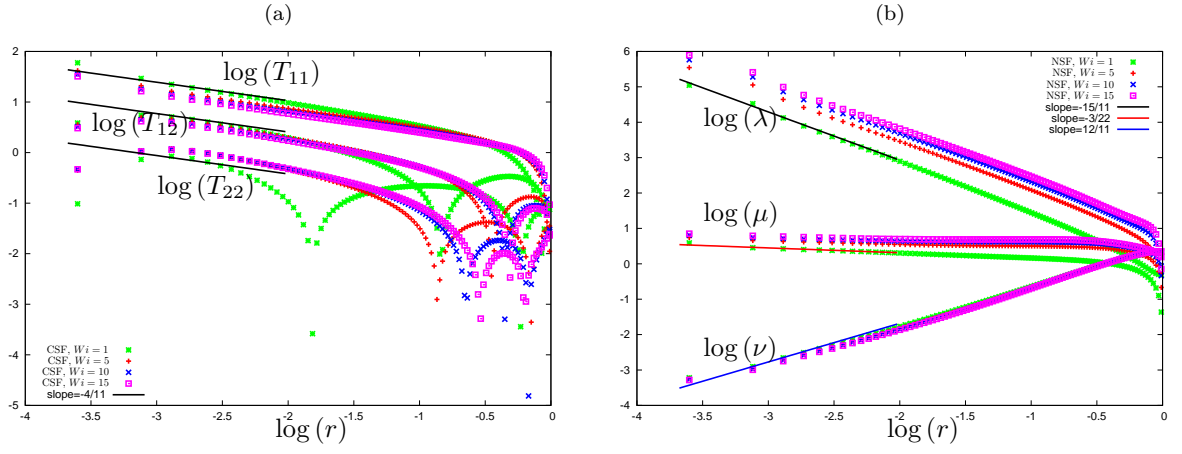 (a)
2
1
0
-1
-2
-3
-4
-5
log (T11)
log (T12)
log (T22)
CSF, Wi = 1
CSF, Wi = 5
CSF, Wi = 10
CSF, Wi = 15
slope=-4/11
-4 -3.5 -3 -2.5 -2 -1.5 -1 -0.5 0
log (r)
(b)
6
5
4
3
2
1
0
-1
-2
-3
-4
NSF, Wi = 1
NSF, Wi = 5
NSF, Wi = 10
NSF, Wi = 15
slope=-15/11
slope=-3/22
slope=12/11
log (λ)
log (μ)
log (ν)
-4 -3.5 -3 -2.5 -2 -1.5 -1 -0.5 0
log (r)